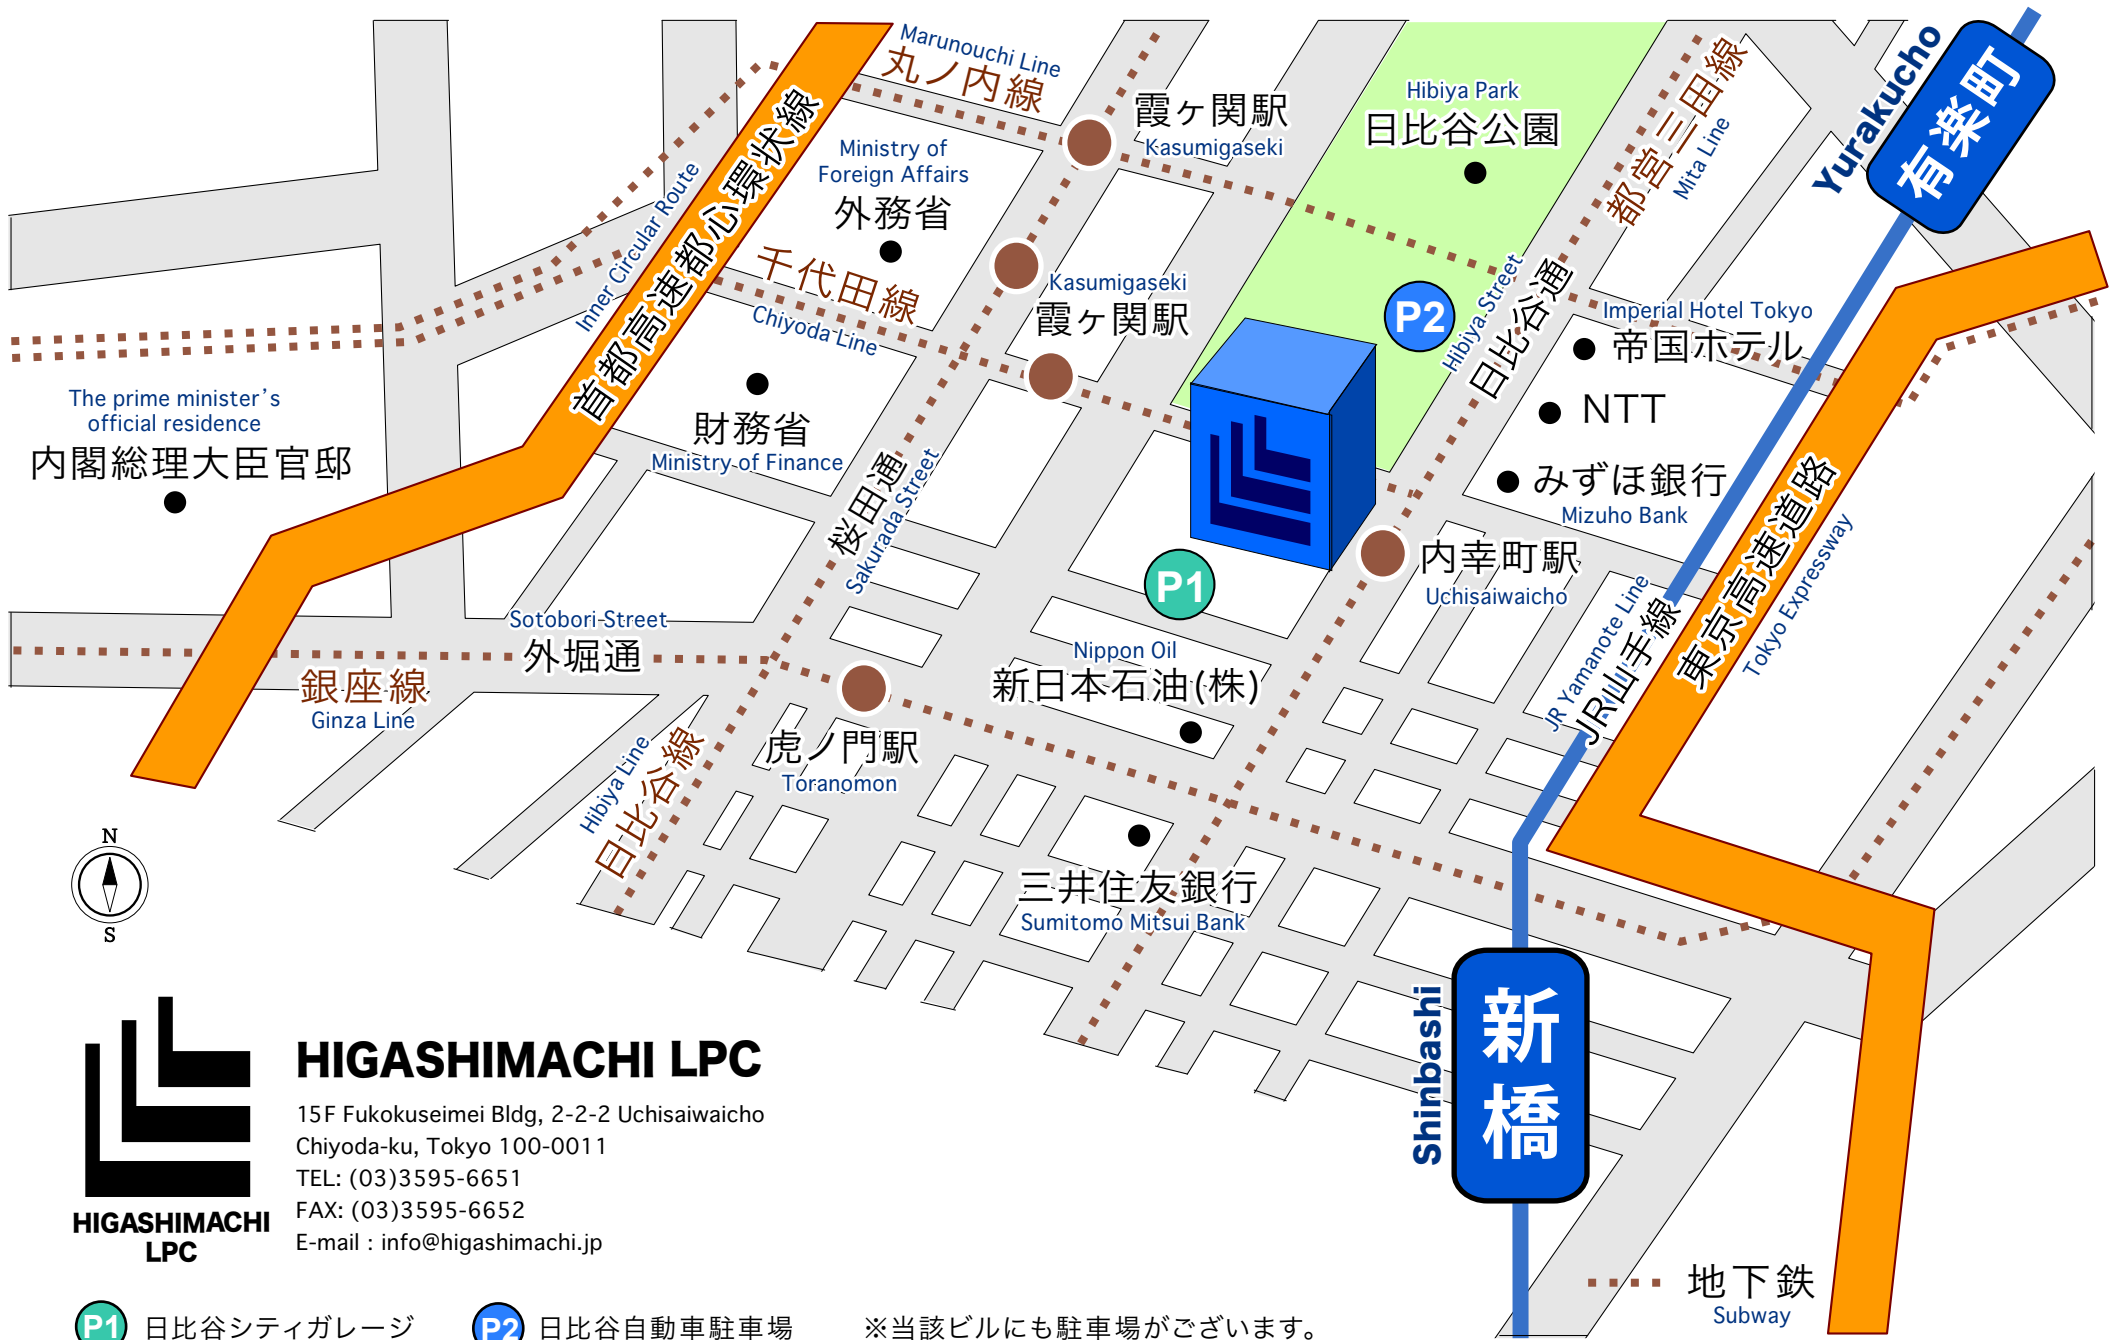 Marunouchi Line
丸ノ内線
霞ヶ関駅
Kasumigaseki
Hibiya Park
日比谷公園
都営三田線
Mita Line
Yurakucho
有楽町
Ministry of
Foreign Affairs
外務省
Inner Circular Route
首都高速都心環状線
千代田線
Chiyoda Line
Kasumigaseki
霞ヶ関駅
P2
Hibiya Street
日比谷通
Imperial Hotel Tokyo
帝国ホテル
NTT
みずほ銀行
Mizuho Bank
The prime minister's
official residence
内閣総理大臣官邸
財務省
Ministry of Finance
桜田通
Sakurada Street
P1
内幸町駅
Uchisaiwaicho
JR Yamanote Line
JR山手線
東京高速道路
Tokyo Expressway
Sotobori Street
外堀通
銀座線
Ginza Line
Nippon Oil
新日本石油(株)
虎ノ門駅
Toranomon
Hibiya Line
日比谷線
三井住友銀行
Sumitomo Mitsui Bank
N
S
Shinbashi
新橋
HIGASHIMACHI
LPC
HIGASHIMACHI LPC
15F Fukokuseimei Bldg, 2-2-2 Uchisaiwaicho
Chiyoda-ku, Tokyo 100-0011
TEL: (03)3595-6651
FAX: (03)3595-6652
E-mail : info@higashimachi.jp
地下鉄
Subway
P1 日比谷シティガレージ
P2 日比谷自動車駐車場
※当該ビルにも駐車場がございます。